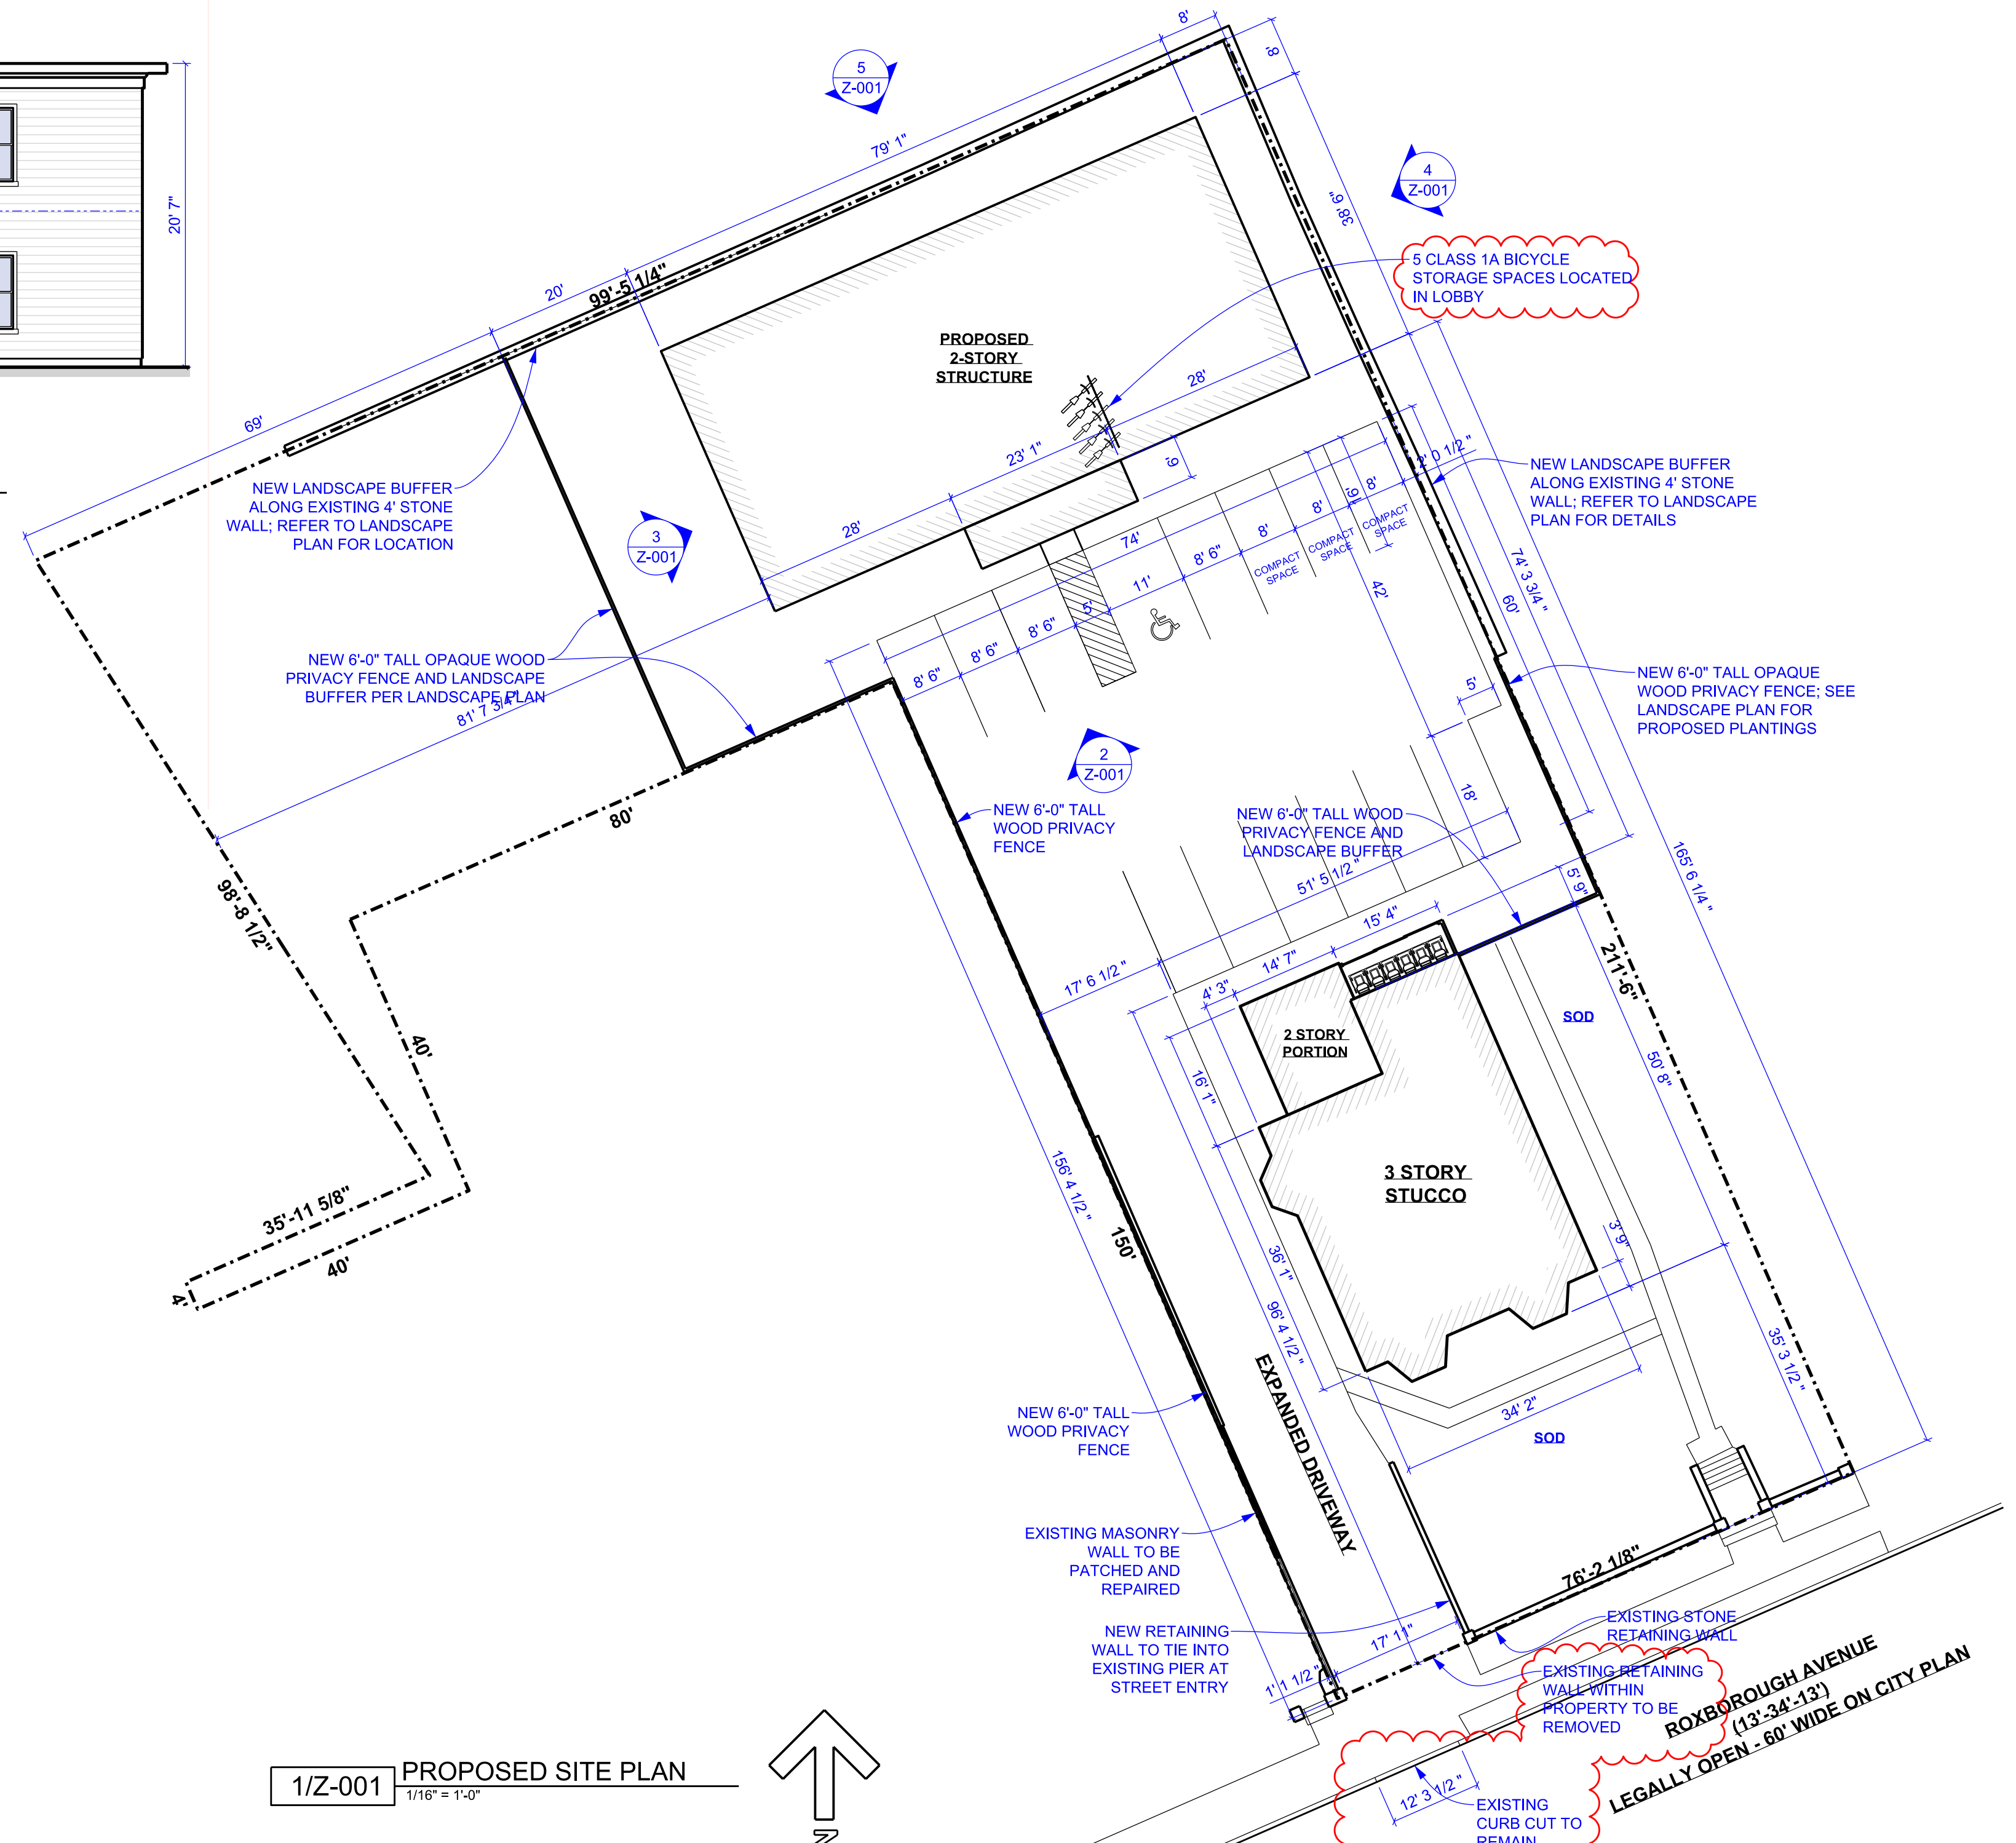 8'
8'
5
Z-001
79' 1"
20' 7"
4
Z-001
38' 6"
20'
99'-5 1/4"
5 CLASS 1A BICYCLE
STORAGE SPACES LOCATED
IN LOBBY
PROPOSED
2-STORY
STRUCTURE
28'
69'
23' 1"
6'
2' 0 1/2 "
NEW LANDSCAPE BUFFER
ALONG EXISTING 4' STONE
WALL; REFER TO LANDSCAPE
PLAN FOR DETAILS
NEW LANDSCAPE BUFFER
ALONG EXISTING 4' STONE
WALL; REFER TO LANDSCAPE
PLAN FOR LOCATION
3
Z-001
28'
74'
8' 6"
8'
8'
8'
16'
COMPACT
SPACE
COMPACT
SPACE
COMPACT
SPACE
74' 3 3/4 "
60'
42'
11'
5'
8' 6"
8' 6"
8' 6"
NEW 6'-0" TALL OPAQUE WOOD
PRIVACY FENCE AND LANDSCAPE
BUFFER PER LANDSCAPE PLAN
81' 7 3/4 "
5'
NEW 6'-0" TALL OPAQUE
WOOD PRIVACY FENCE; SEE
LANDSCAPE PLAN FOR
PROPOSED PLANTINGS
2
Z-001
18'
80'
NEW 6'-0" TALL
WOOD PRIVACY
FENCE
NEW 6'-0" TALL WOOD
PRIVACY FENCE AND
LANDSCAPE BUFFER
51' 5 1/2 "
165' 6 1/4 "
5' 9"
98'-8 1/2"
15' 4"
14' 7"
4' 3"
17' 6 1/2 "
211'-6"
SOD
2 STORY
PORTION
40'
50' 8"
16' 1"
3 STORY
STUCCO
156' 4 1/2 "
150'
35'-11 5/8"
40'
4'
3' 9"
36' 1"
96' 4 1/2 "
35' 3 1/2 "
EXPANDED DRIVEWAY
34' 2"
SOD
NEW 6'-0" TALL
WOOD PRIVACY
FENCE
EXISTING MASONRY
WALL TO BE
PATCHED AND
REPAIRED
76'-2 1/8"
NEW RETAINING
WALL TO TIE INTO
EXISTING PIER AT
STREET ENTRY
17' 11"
1' 1 1/2 "
EXISTING STONE
RETAINING WALL
EXISTING RETAINING
WALL WITHIN
PROPERTY TO BE
REMOVED
ROXBOROUGH AVENUE
(13'-34'-13')
LEGALLY OPEN - 60' WIDE ON CITY PLAN
12' 3 1/2 "
EXISTING
CURB CUT TO
REMAIN
1/Z-001
PROPOSED SITE PLAN
1/16" = 1'-0"
N